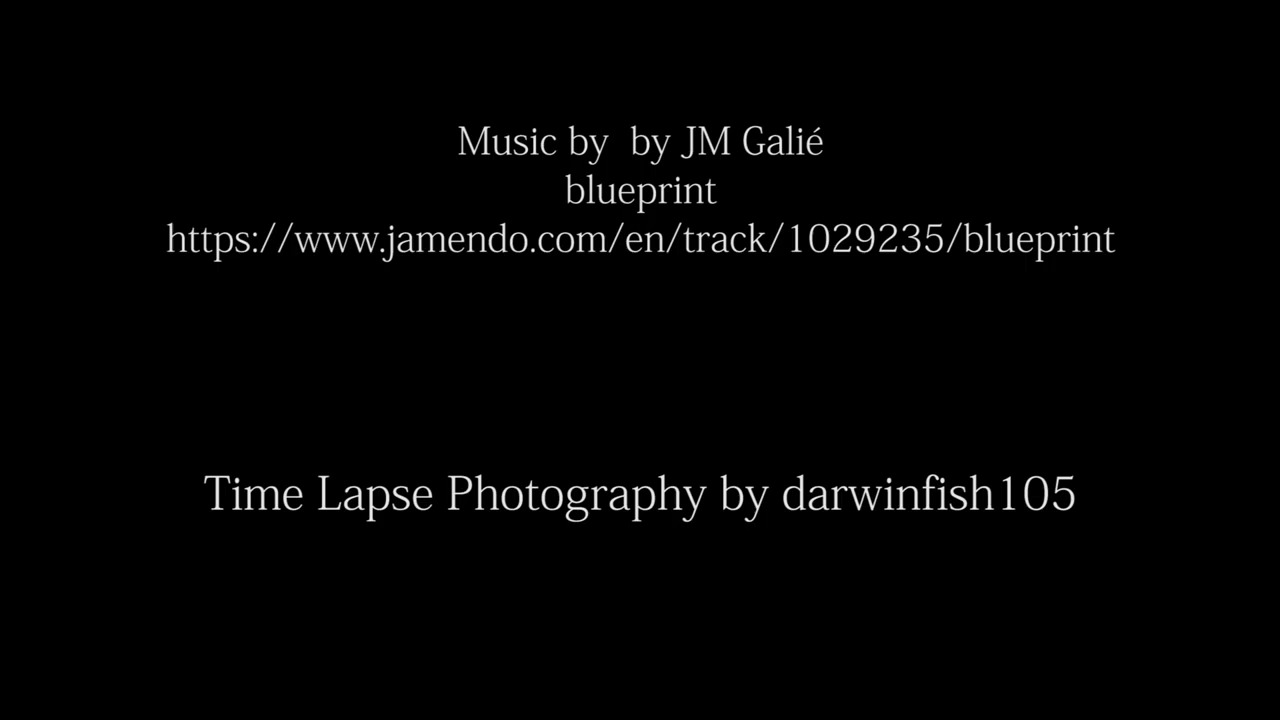 Music by  by JM Galié
blueprint
https://www.jamendo.com/en/track/1029235/blueprint
Time Lapse Photography by darwinfish105